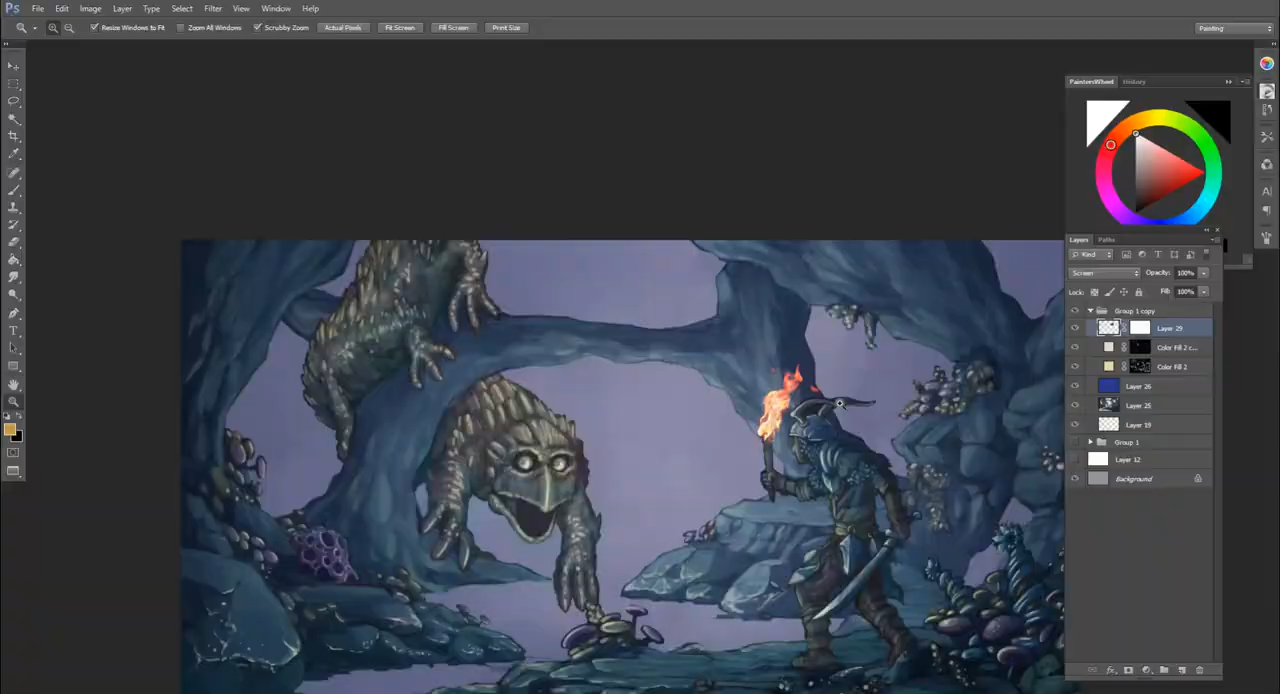 Ps File Edit Image Layer Type Select Filter View Window Help
Resize Windows to Fit Zoom All Windows Scrubby Zoom Actual Pixels Fit Screen Fill Screen Print Size Painting
PaintersWheel History
Layers Paths
Kind
Screen Opacity: 100%
Lock: Fill: 100%
Group 1 copy
Layer 29
Color Fill 2 c...
Color Fill 2
Layer 26
Layer 25
Layer 19
Group 1
Layer 12
Background